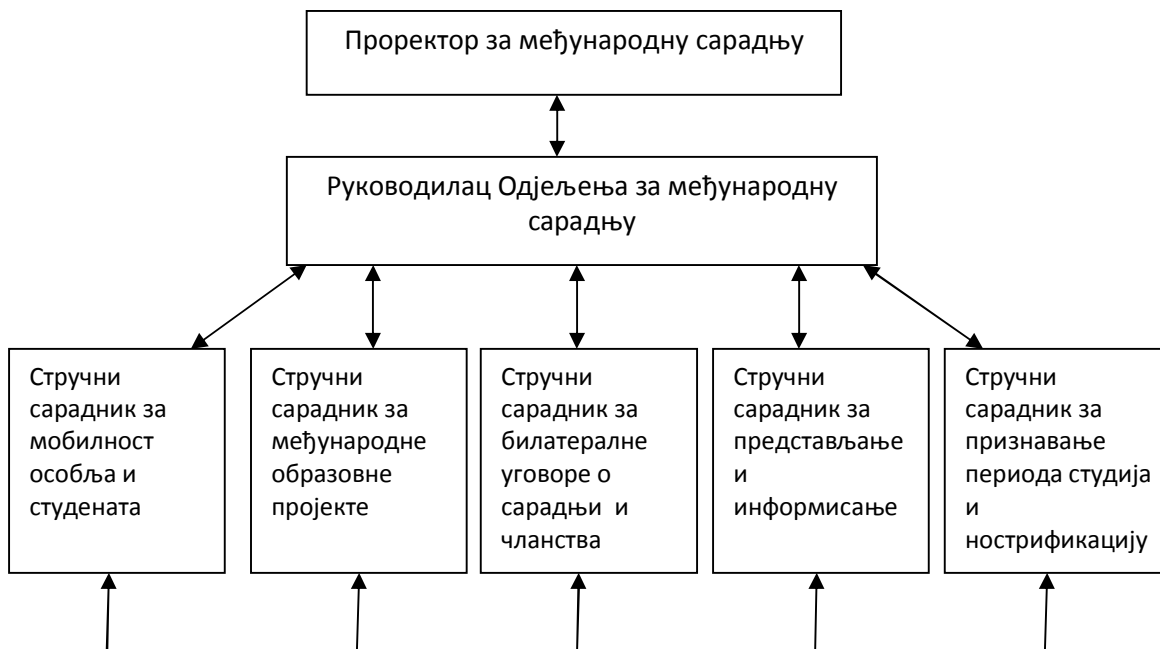 Проректор за међународну сарадњу
Руководилац Одјељења за међународну
сарадњу
Стручни
сарадник за
мобилност
особља и
студената
Стручни
сарадник за
међународне
образовне
пројекте
Стручни
сарадник за
билатералне
уговоре о
сарадњи и
чланства
Стручни
сарадник за
представљање
и
информисање
Стручни
сарадник за
признавање
периода студија
и
нострификацију